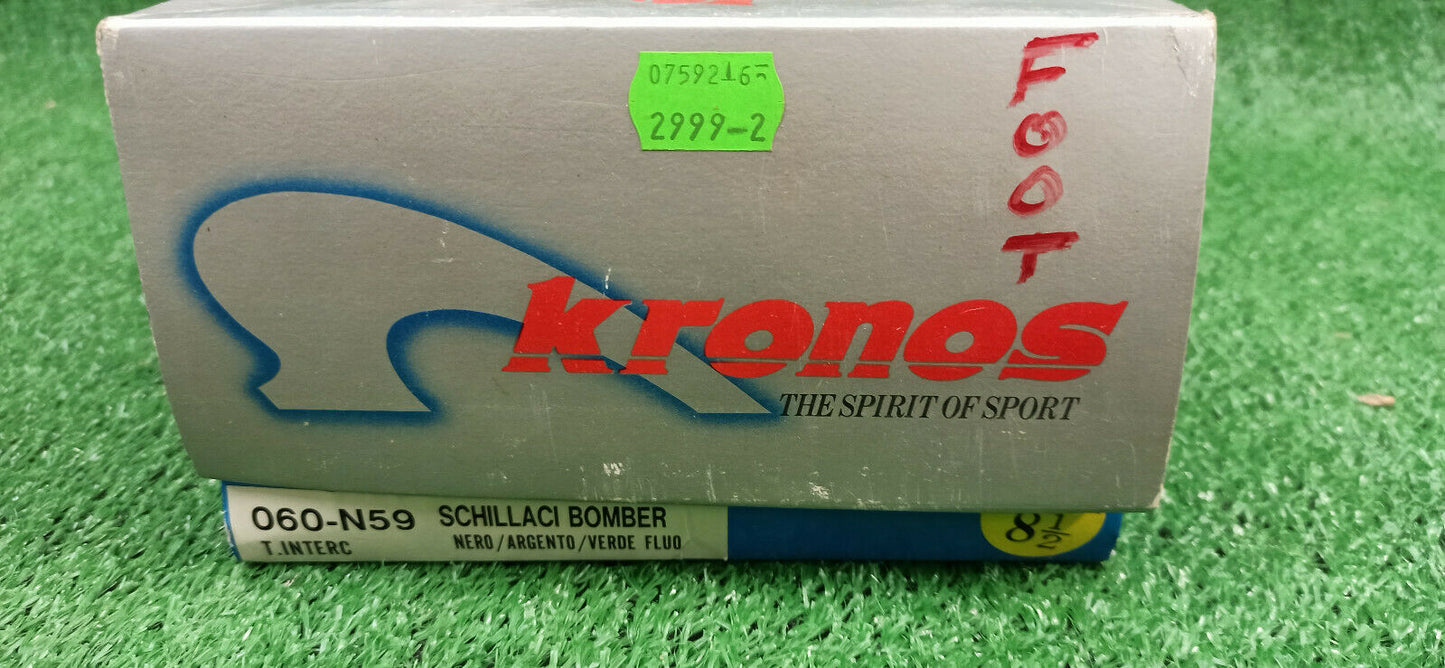 2999-2
FOOT
kronos
THE SPIRIT OF SPORT
060-N59 SCHILLACI BOMBER
T.INTERC NERO/ARGENTO/VERDE FLUO
8 1/2